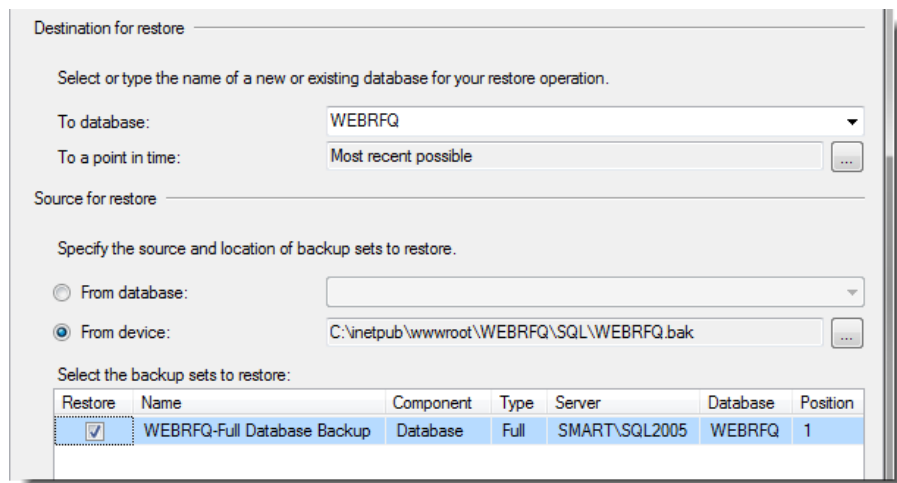 Destination for restore
Select or type the name of a new or existing database for your restore operation.
To database: WEBRFQ
To a point in time: Most recent possible ...
Source for restore
Specify the source and location of backup sets to restore.
From database:
From device: C:\inetpub\wwwroot\WEBRFQ\SQL\WEBRFQ.bak ...
Select the backup sets to restore:
Restore Name Component Type Server Database Position
WEBRFQ-Full Database Backup Database Full SMART\SQL2005 WEBRFQ 1